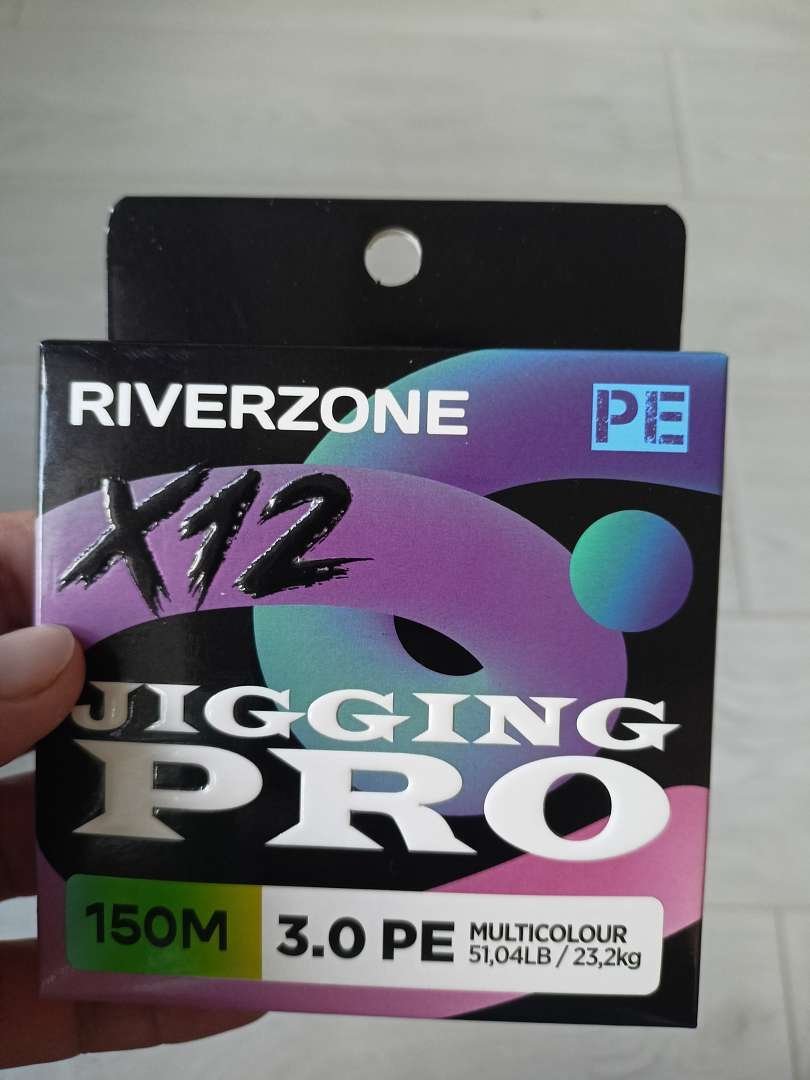 RIVERZONE
PE
X12
JIGGING
PRO
150M
3.0 PE
MULTICOLOUR
51,04LB / 23,2kg